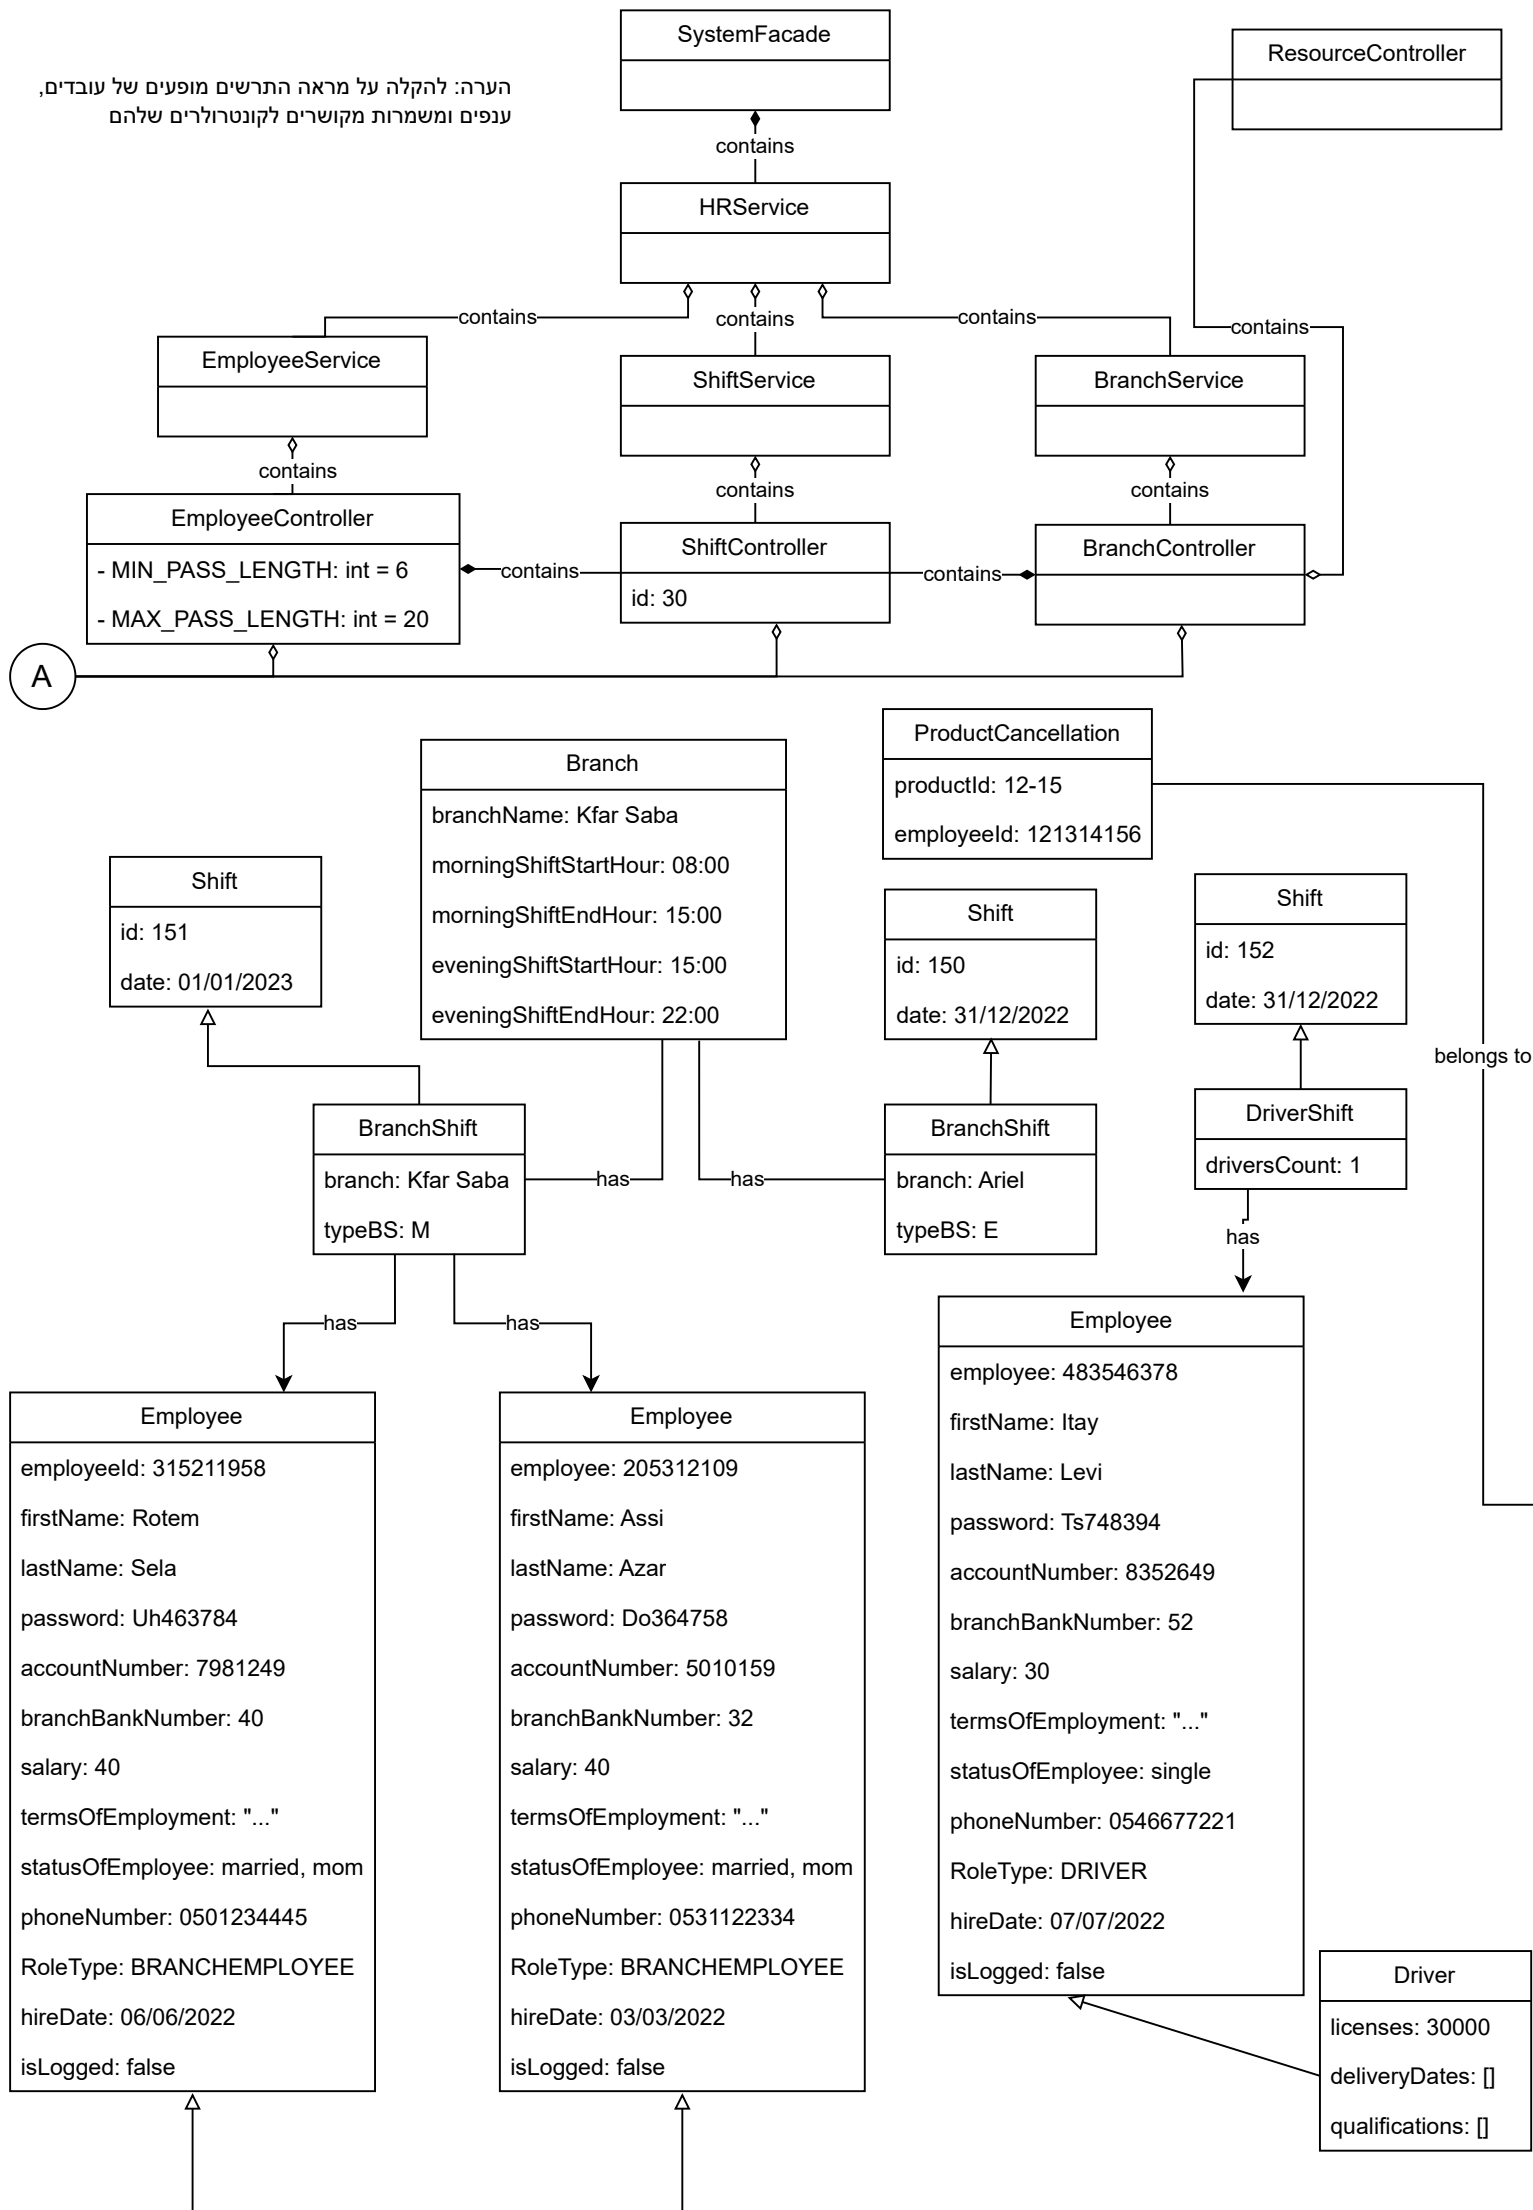 SystemFacade
ResourceController
הערה: להקלה על מראה התרשים מופעים של עובדים,
ענפים ומשמרות מקושרים לקונטרולרים שלהם
contains
HRService
contains
contains
contains
contains
EmployeeService
ShiftService
BranchService
contains
contains
contains
EmployeeController
- MIN_PASS_LENGTH: int = 6
- MAX_PASS_LENGTH: int = 20
contains
ShiftController
id: 30
contains
BranchController
A
Branch
branchName: Kfar Saba
morningShiftStartHour: 08:00
morningShiftEndHour: 15:00
eveningShiftStartHour: 15:00
eveningShiftEndHour: 22:00
ProductCancellation
productId: 12-15
employeeId: 121314156
Shift
id: 151
date: 01/01/2023
Shift
id: 150
date: 31/12/2022
Shift
id: 152
date: 31/12/2022
belongs to
BranchShift
branch: Kfar Saba
typeBS: M
has
has
BranchShift
branch: Ariel
typeBS: E
DriverShift
driversCount: 1
has
has
has
Employee
employeeId: 315211958
firstName: Rotem
lastName: Sela
password: Uh463784
accountNumber: 7981249
branchBankNumber: 40
salary: 40
termsOfEmployment: "..."
statusOfEmployee: married, mom
phoneNumber: 0501234445
RoleType: BRANCHEMPLOYEE
hireDate: 06/06/2022
isLogged: false
Employee
employee: 205312109
firstName: Assi
lastName: Azar
password: Do364758
accountNumber: 5010159
branchBankNumber: 32
salary: 40
termsOfEmployment: "..."
statusOfEmployee: married, mom
phoneNumber: 0531122334
RoleType: BRANCHEMPLOYEE
hireDate: 03/03/2022
isLogged: false
Employee
employee: 483546378
firstName: Itay
lastName: Levi
password: Ts748394
accountNumber: 8352649
branchBankNumber: 52
salary: 30
termsOfEmployment: "..."
statusOfEmployee: single
phoneNumber: 0546677221
RoleType: DRIVER
hireDate: 07/07/2022
isLogged: false
Driver
licenses: 30000
deliveryDates: []
qualifications: []